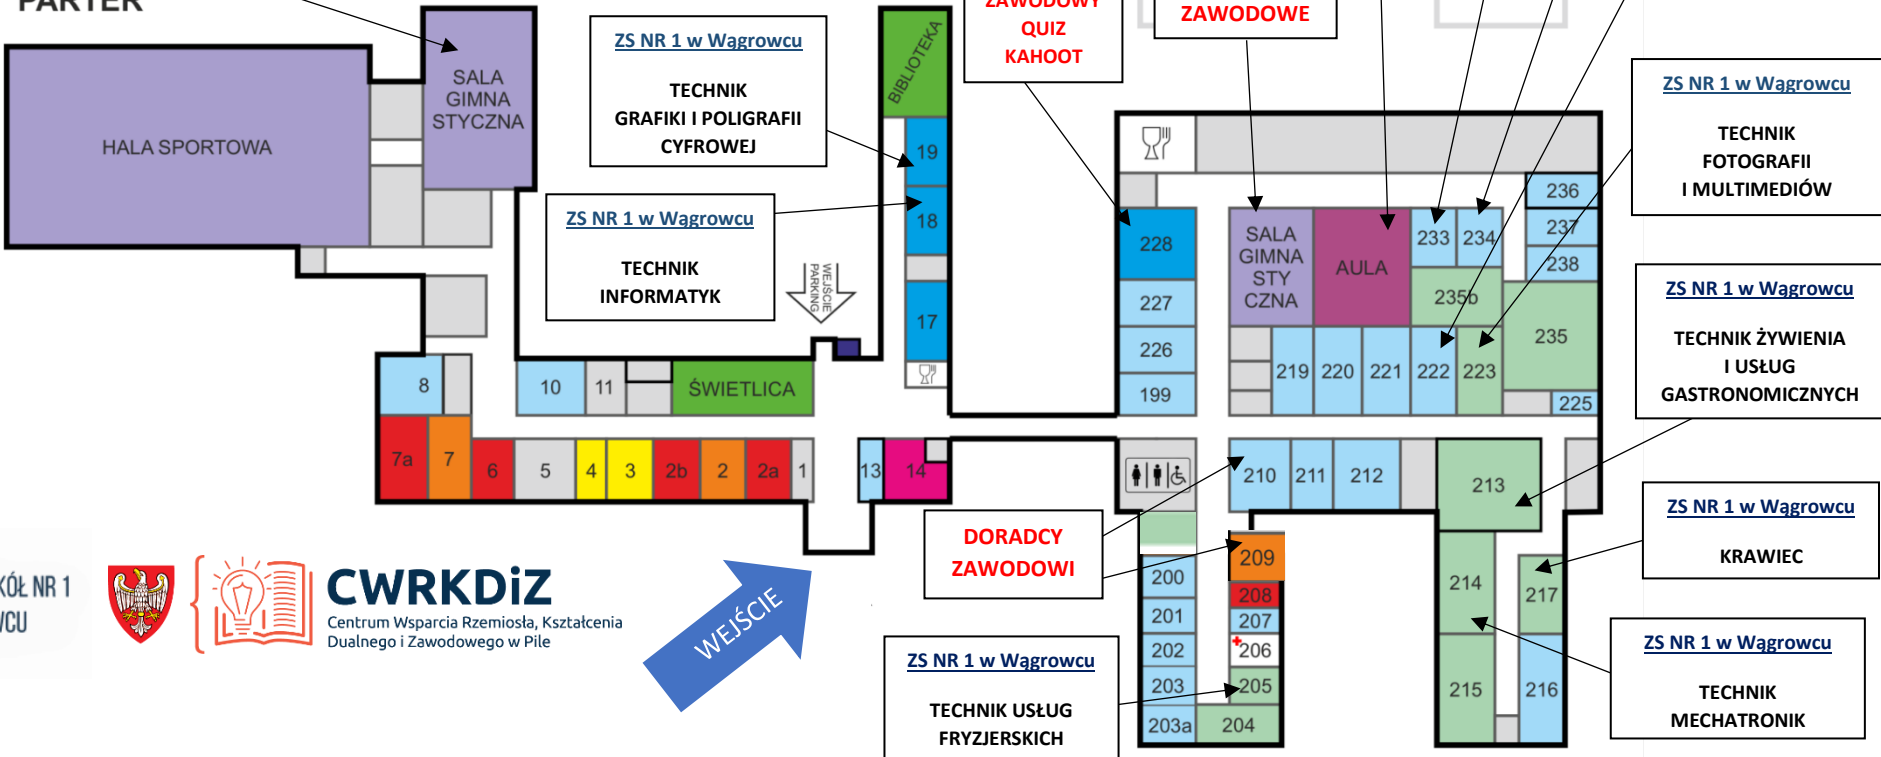 PARTER
HALA SPORTOWA
SALA
GIMNA
STYCZNA
ZS NR 1 w Wągrowcu
TECHNIK
GRAFIKI I POLIGRAFII
CYFROWEJ
ZS NR 1 w Wągrowcu
TECHNIK
INFORMATYK
WEJŚCIE
PARKING
BIBLIOTEKA
19
18
17
ZAWODOWY
QUIZ
KAHOOT
ZAWODOWE
8
10
11
ŚWIETLICA
7a
7
6
5
4
3
2b
2
2a
1
13
14
228
227
226
199
SALA
GIMNA
STY
CZNA
AULA
233
234
235b
236
237
238
235
219
220
221
222
223
225
210
211
212
213
ZS NR 1 w Wągrowcu
TECHNIK
FOTOGRAFII
I MULTIMEDIÓW
ZS NR 1 w Wągrowcu
TECHNIK ŻYWIENIA
I USŁUG
GASTRONOMICZNYCH
ZS NR 1 w Wągrowcu
KRAWIEC
ZS NR 1 w Wągrowcu
TECHNIK
MECHATRONIK
DORADCY
ZAWODOWI
ZS NR 1 w Wągrowcu
TECHNIK USŁUG
FRYZJERSKICH
200
201
202
203
203a
204
209
208
207
206
205
214
215
217
216
KÓŁ NR 1
WCU
CWRKDiZ
Centrum Wsparcia Rzemiosła, Kształcenia
Dualnego i Zawodowego w Pile
WEJŚCIE